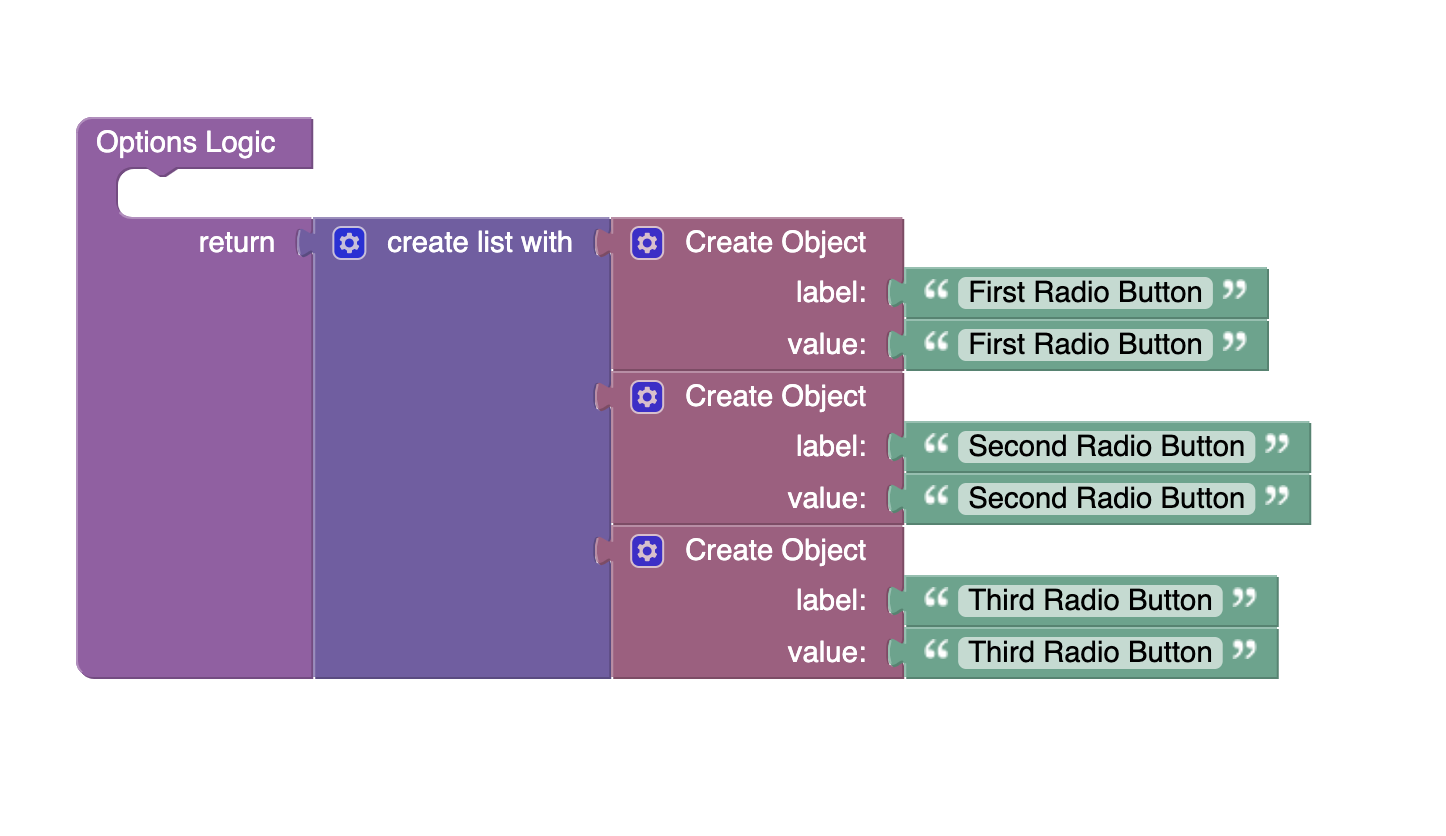 Options Logic
return create list with Create Object
label: “ First Radio Button ”
value: “ First Radio Button ”
Create Object
label: “ Second Radio Button ”
value: “ Second Radio Button ”
Create Object
label: “ Third Radio Button ”
value: “ Third Radio Button ”